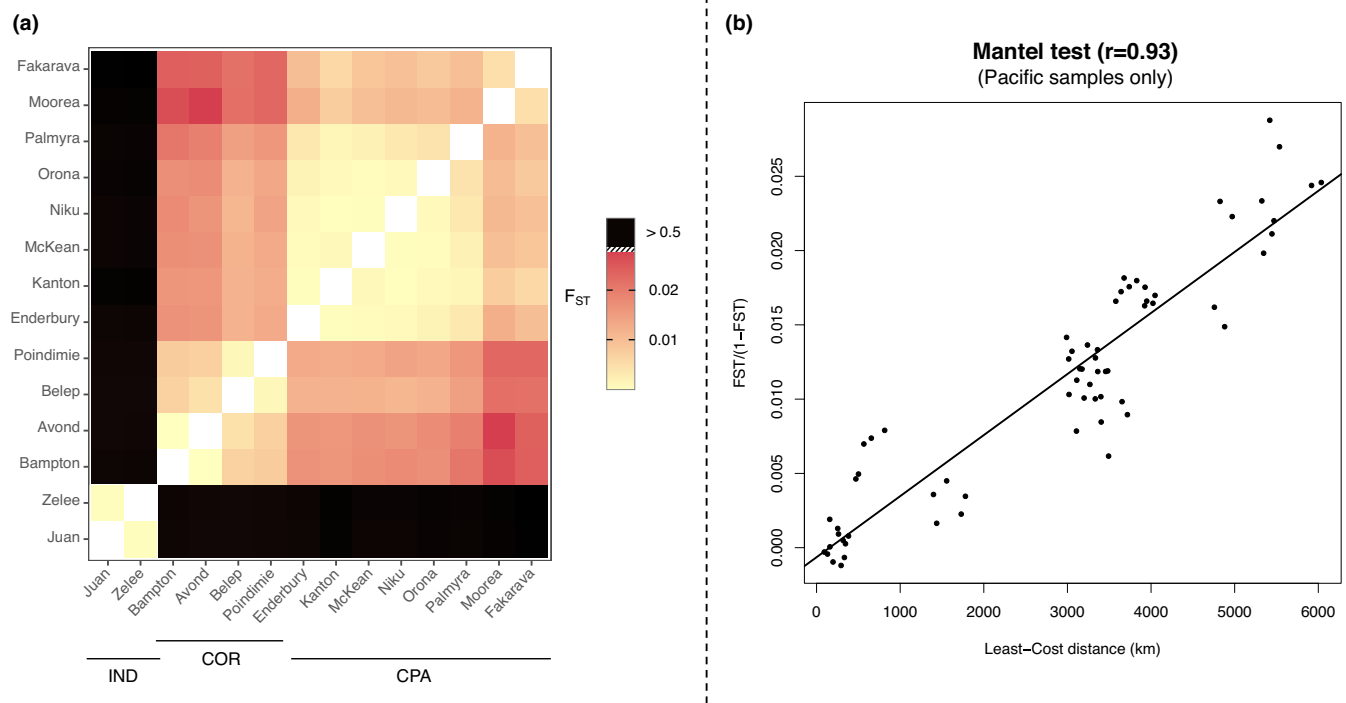 (a)
Fakarava
Moorea
Palmyra
Orona
Niku
McKean
Kanton
Enderbury
Poindimie
Belep
Avond
Bampton
Zelee
Juan
Juan
Zelee
Bampton
Avond
Belep
Poindimie
Enderbury
Kanton
McKean
Niku
Orona
Palmyra
Moorea
Fakarava
IND
COR
CPA
FST
> 0.5
0.02
0.01
(b)
Mantel test (r=0.93)
(Pacific samples only)
FST/(1−FST)
0.025
0.020
0.015
0.010
0.005
0.000
0 1000 2000 3000 4000 5000 6000
Least−Cost distance (km)